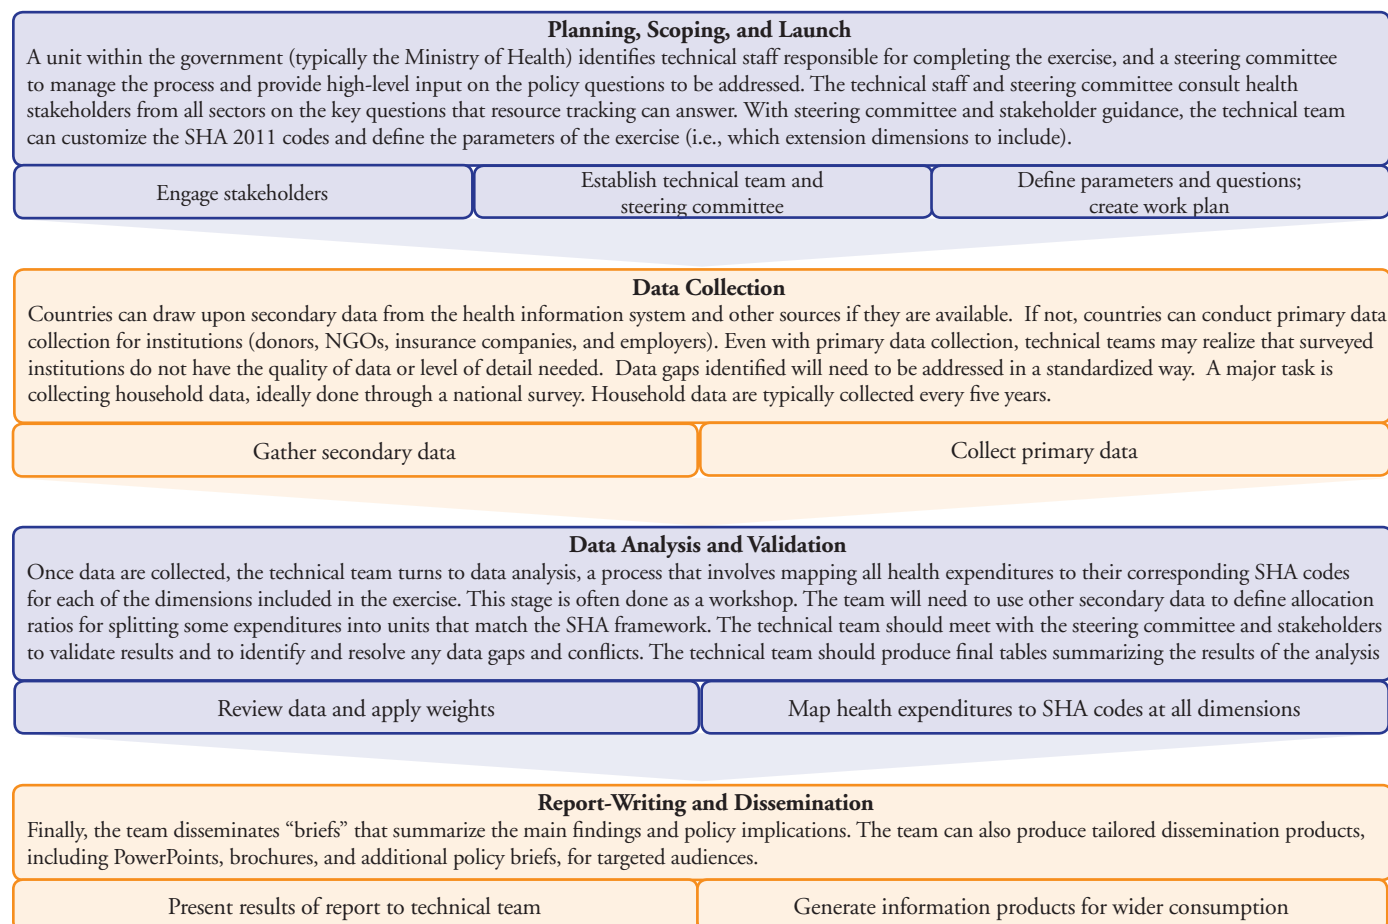 Planning, Scoping, and Launch
A unit within the government (typically the Ministry of Health) identifies technical staff responsible for completing the exercise, and a steering committee
to manage the process and provide high-level input on the policy questions to be addressed. The technical staff and steering committee consult health
stakeholders from all sectors on the key questions that resource tracking can answer. With steering committee and stakeholder guidance, the technical team
can customize the SHA 2011 codes and define the parameters of the exercise (i.e., which extension dimensions to include).
Engage stakeholders
Establish technical team and
steering committee
Define parameters and questions;
create work plan
Data Collection
Countries can draw upon secondary data from the health information system and other sources if they are available. If not, countries can conduct primary data
collection for institutions (donors, NGOs, insurance companies, and employers). Even with primary data collection, technical teams may realize that surveyed
institutions do not have the quality of data or level of detail needed. Data gaps identified will need to be addressed in a standardized way. A major task is
collecting household data, ideally done through a national survey. Household data are typically collected every five years.
Gather secondary data
Collect primary data
Data Analysis and Validation
Once data are collected, the technical team turns to data analysis, a process that involves mapping all health expenditures to their corresponding SHA codes
for each of the dimensions included in the exercise. This stage is often done as a workshop. The team will need to use other secondary data to define allocation
ratios for splitting some expenditures into units that match the SHA framework. The technical team should meet with the steering committee and stakeholders
to validate results and to identify and resolve any data gaps and conflicts. The technical team should produce final tables summarizing the results of the analysis
Review data and apply weights
Map health expenditures to SHA codes at all dimensions
Report-Writing and Dissemination
Finally, the team disseminates “briefs” that summarize the main findings and policy implications. The team can also produce tailored dissemination products,
including PowerPoints, brochures, and additional policy briefs, for targeted audiences.
Present results of report to technical team
Generate information products for wider consumption